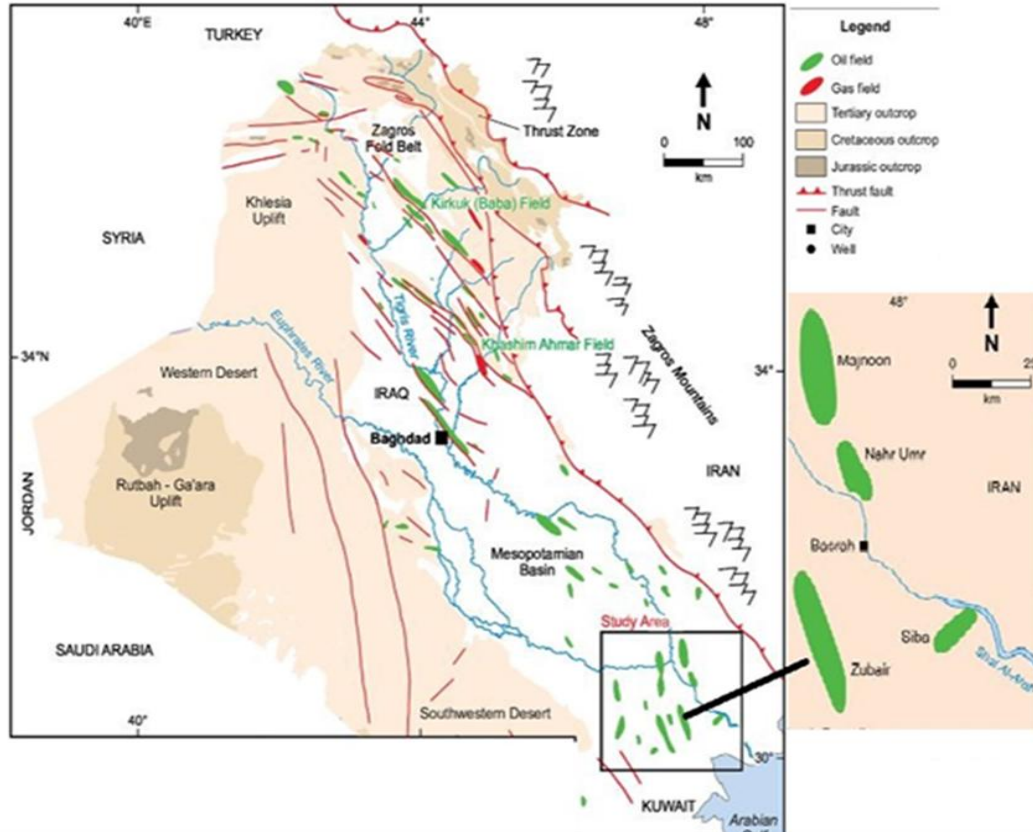 40°E
44°
48°
TURKEY
N
0
100
km
Thrust Zone
Zagros
Fold Belt
Khlesia
Uplift
Kirkuk (Baba) Field
SYRIA
Tigris River
Euphrates River
Khashim Ahmar Field
Zagros Mountains
34°N
34°
Western Desert
IRAQ
Baghdad
IRAN
JORDAN
Rutbah - Ga'ara
Uplift
Mesopotamian
Basin
Study Area
SAUDI ARABIA
Southwestern Desert
40°
30°
KUWAIT
Arabian
Legend
Oil field
Gas field
Tertiary outcrop
Cretaceous outcrop
Jurassic outcrop
Thrust fault
Fault
City
Well
48°
N
0
25
km
Majnoon
Nahr Umr
IRAN
Basrah
Siba
Zubair